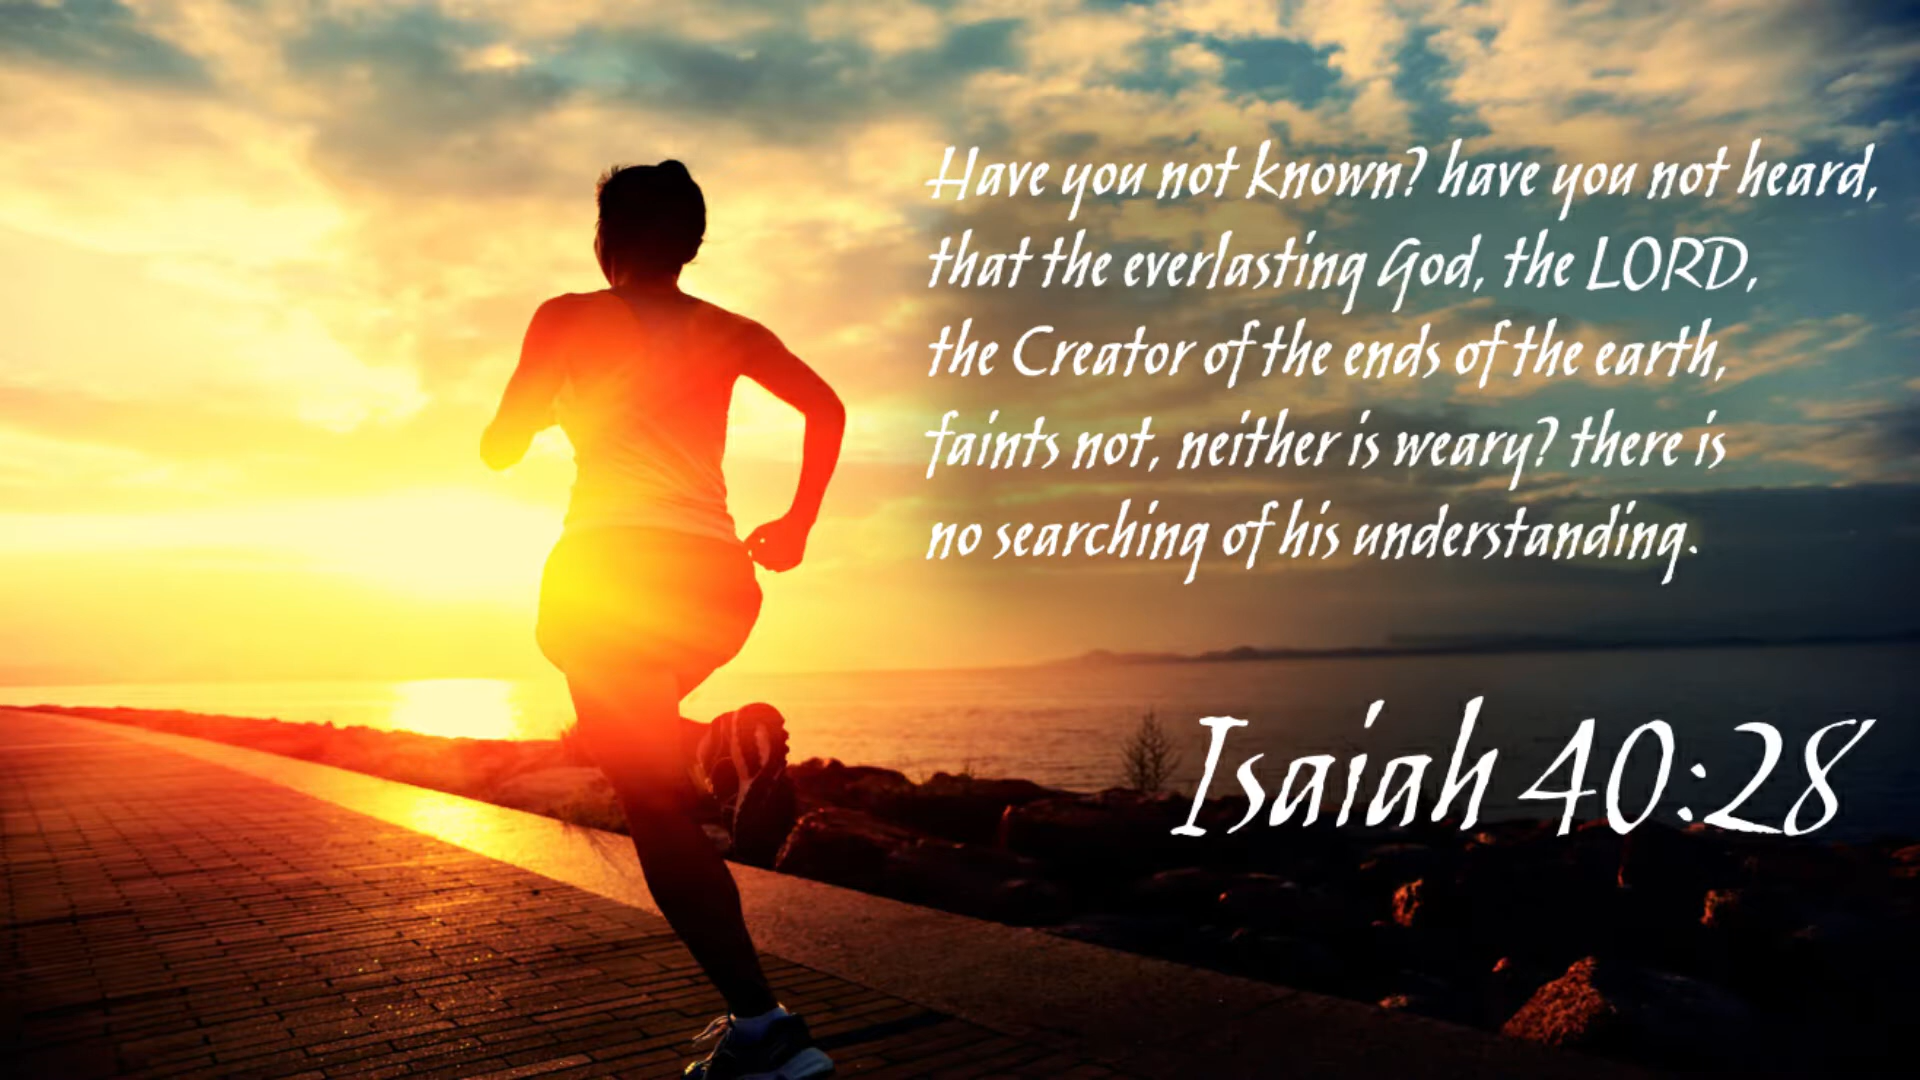 Have you not known? have you not heard,
that the everlasting God, the LORD,
the Creator of the ends of the earth,
faints not, neither is weary? there is
no searching of his understanding.
Isaiah 40:28